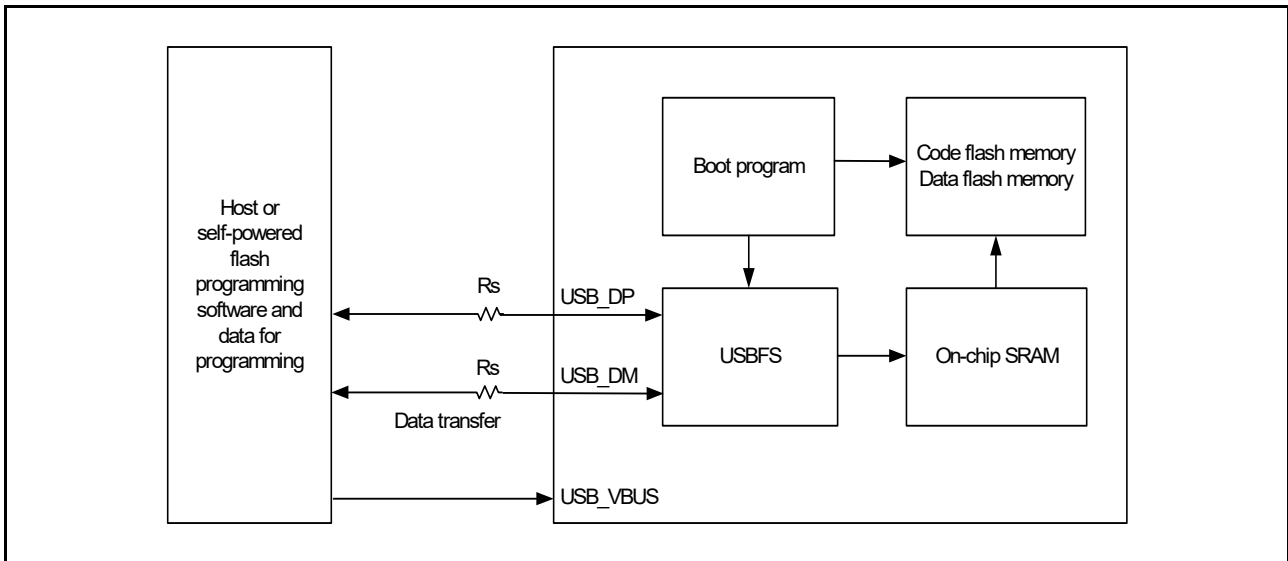 Host or
self-powered
flash
programming
software and
data for
programming
Rs
Rs
Data transfer
USB_DP
USB_DM
USB_VBUS
Boot program
Code flash memory
Data flash memory
USBFS
On-chip SRAM